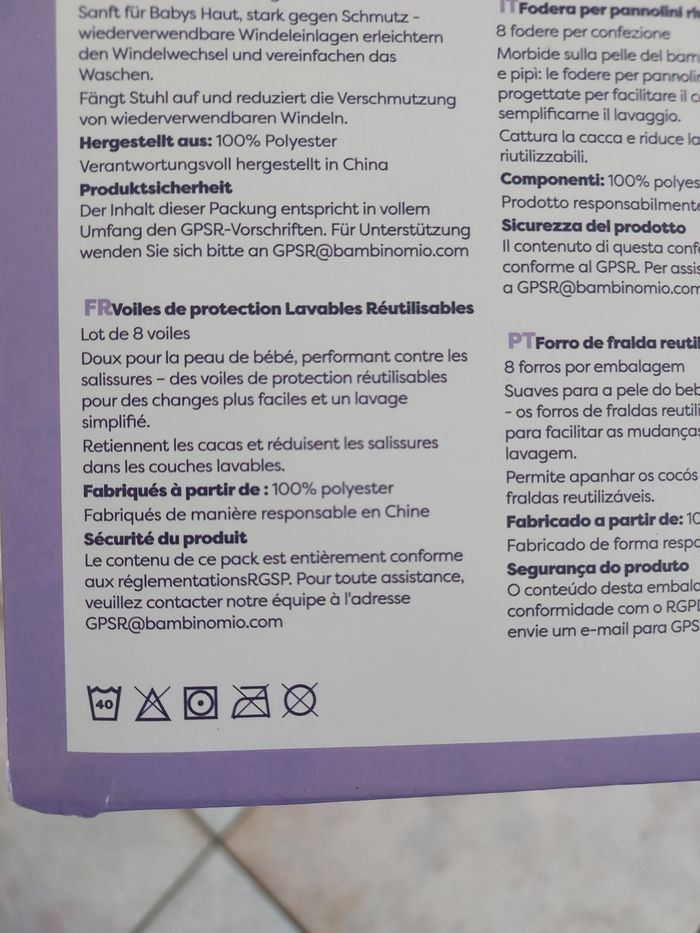 Sanft für Babys Haut, stark gegen Schmutz -
wiederverwendbare Windeleinlagen erleichtern
den Windelwechsel und vereinfachen das
Waschen.
Fängt Stuhl auf und reduziert die Verschmutzung
von wiederverwendbaren Windeln.
Hergestellt aus: 100% Polyester
Verantwortungsvoll hergestellt in China
Produktsicherheit
Der Inhalt dieser Packung entspricht in vollem
Umfang den GPSR-Vorschriften. Für Unterstützung
wenden Sie sich bitte an GPSR@bambinomio.com
FR Voiles de protection Lavables Réutilisables
Lot de 8 voiles
Doux pour la peau de bébé, performant contre les
salissures – des voiles de protection réutilisables
pour des changes plus faciles et un lavage
simplifié.
Retiennent les cacas et réduisent les salissures
dans les couches lavables.
Fabriqués à partir de : 100% polyester
Fabriqués de manière responsable en Chine
Sécurité du produit
Le contenu de ce pack est entièrement conforme
aux réglementationsRGSP. Pour toute assistance,
veuillez contacter notre équipe à l'adresse
GPSR@bambinomio.com
40
IT Fodera per pannolini
8 fodere per confezione
Morbide sulla pelle del
e pipì: le fodere per
progettate per facilitare il
semplificarne il lavaggio.
Cattura la cacca e riduce
riutilizzabili.
Componenti: 100%
Prodotto
Sicurezza del prodotto
Il contenuto di questa
conforme al GPSR. Per
a GPSR@bambinomio.com
PT Forro de fralda
8 forros por embalagem
Suaves para a pele do
- os forros de fraldas
para facilitar as
lavagem.
Permite apanhar os cocós
fraldas reutilizáveis.
Fabricado a partir de:
Fabricado de forma
Segurança do produto
O conteúdo desta
conformidade com o
envie um e-mail para